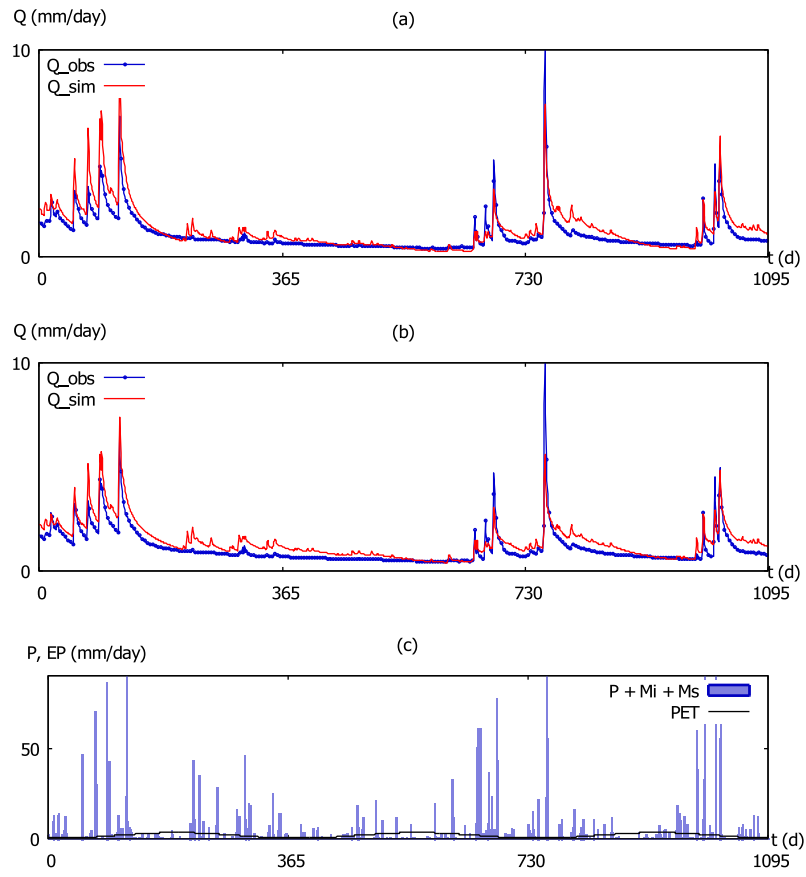 Q (mm/day)
(a)
10
Q_obs
Q_sim
0
t (d)
0
365
730
1095
Q (mm/day)
(b)
10
Q_obs
Q_sim
0
t (d)
0
365
730
1095
P, EP (mm/day)
(c)
P + Mi + Ms
PET
50
0
t (d)
0
365
730
1095